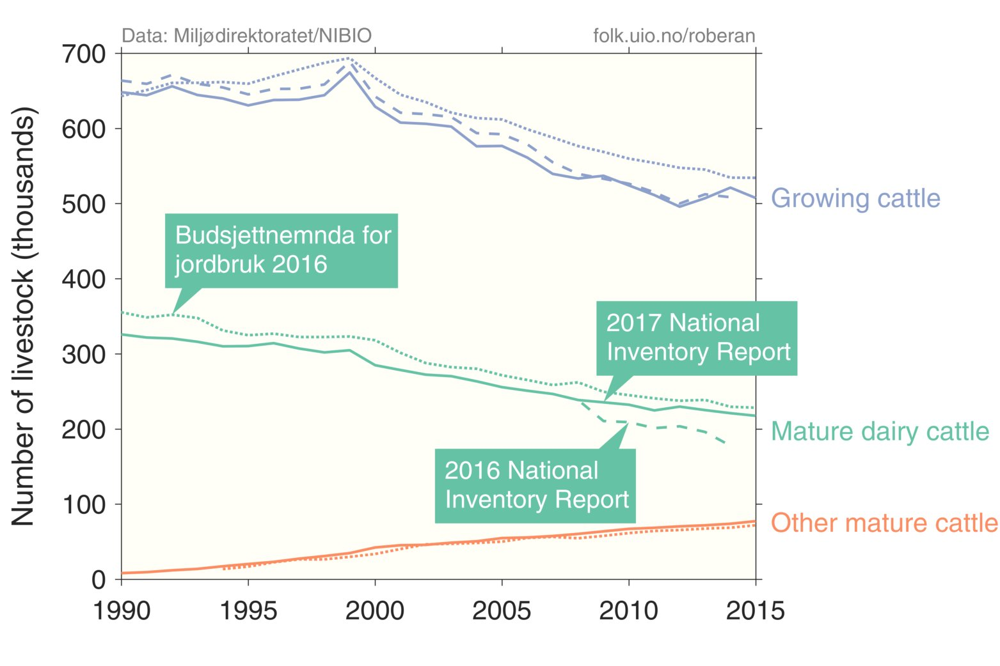 Data: Miljødirektoratet/NIBIO
folk.uio.no/roberan
Number of livestock (thousands)
700
600
500
400
300
200
100
0
Growing cattle
Budsjettnemnda for
jordbruk 2016
2017 National
Inventory Report
Mature dairy cattle
2016 National
Inventory Report
Other mature cattle
1990
1995
2000
2005
2010
2015